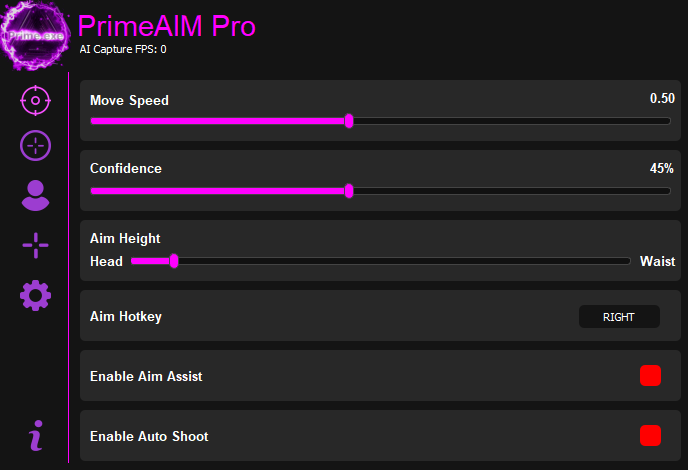 Prime.exe
PrimeAIM Pro
AI Capture FPS: 0
Move Speed 0.50
Confidence 45%
Aim Height
Head Waist
Aim Hotkey RIGHT
Enable Aim Assist
Enable Auto Shoot
i